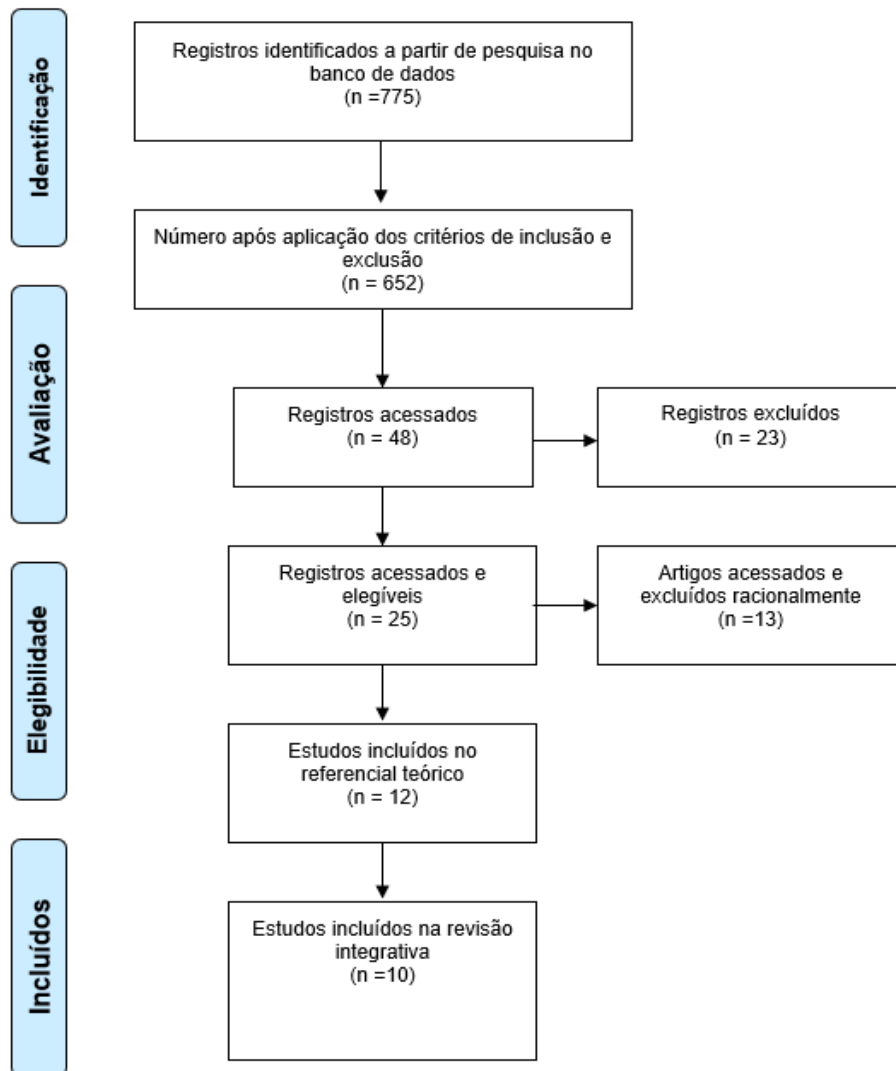 Identificação
Registros identificados a partir de pesquisa no
banco de dados
(n =775)
Número após aplicação dos critérios de inclusão e
exclusão
(n = 652)
Avaliação
Registros acessados
(n = 48)
Registros excluídos
(n = 23)
Elegibilidade
Registros acessados e
elegíveis
(n = 25)
Artigos acessados e
excluídos racionalmente
(n =13)
Estudos incluídos no
referencial teórico
(n = 12)
Incluídos
Estudos incluídos na revisão
integrativa
(n =10)